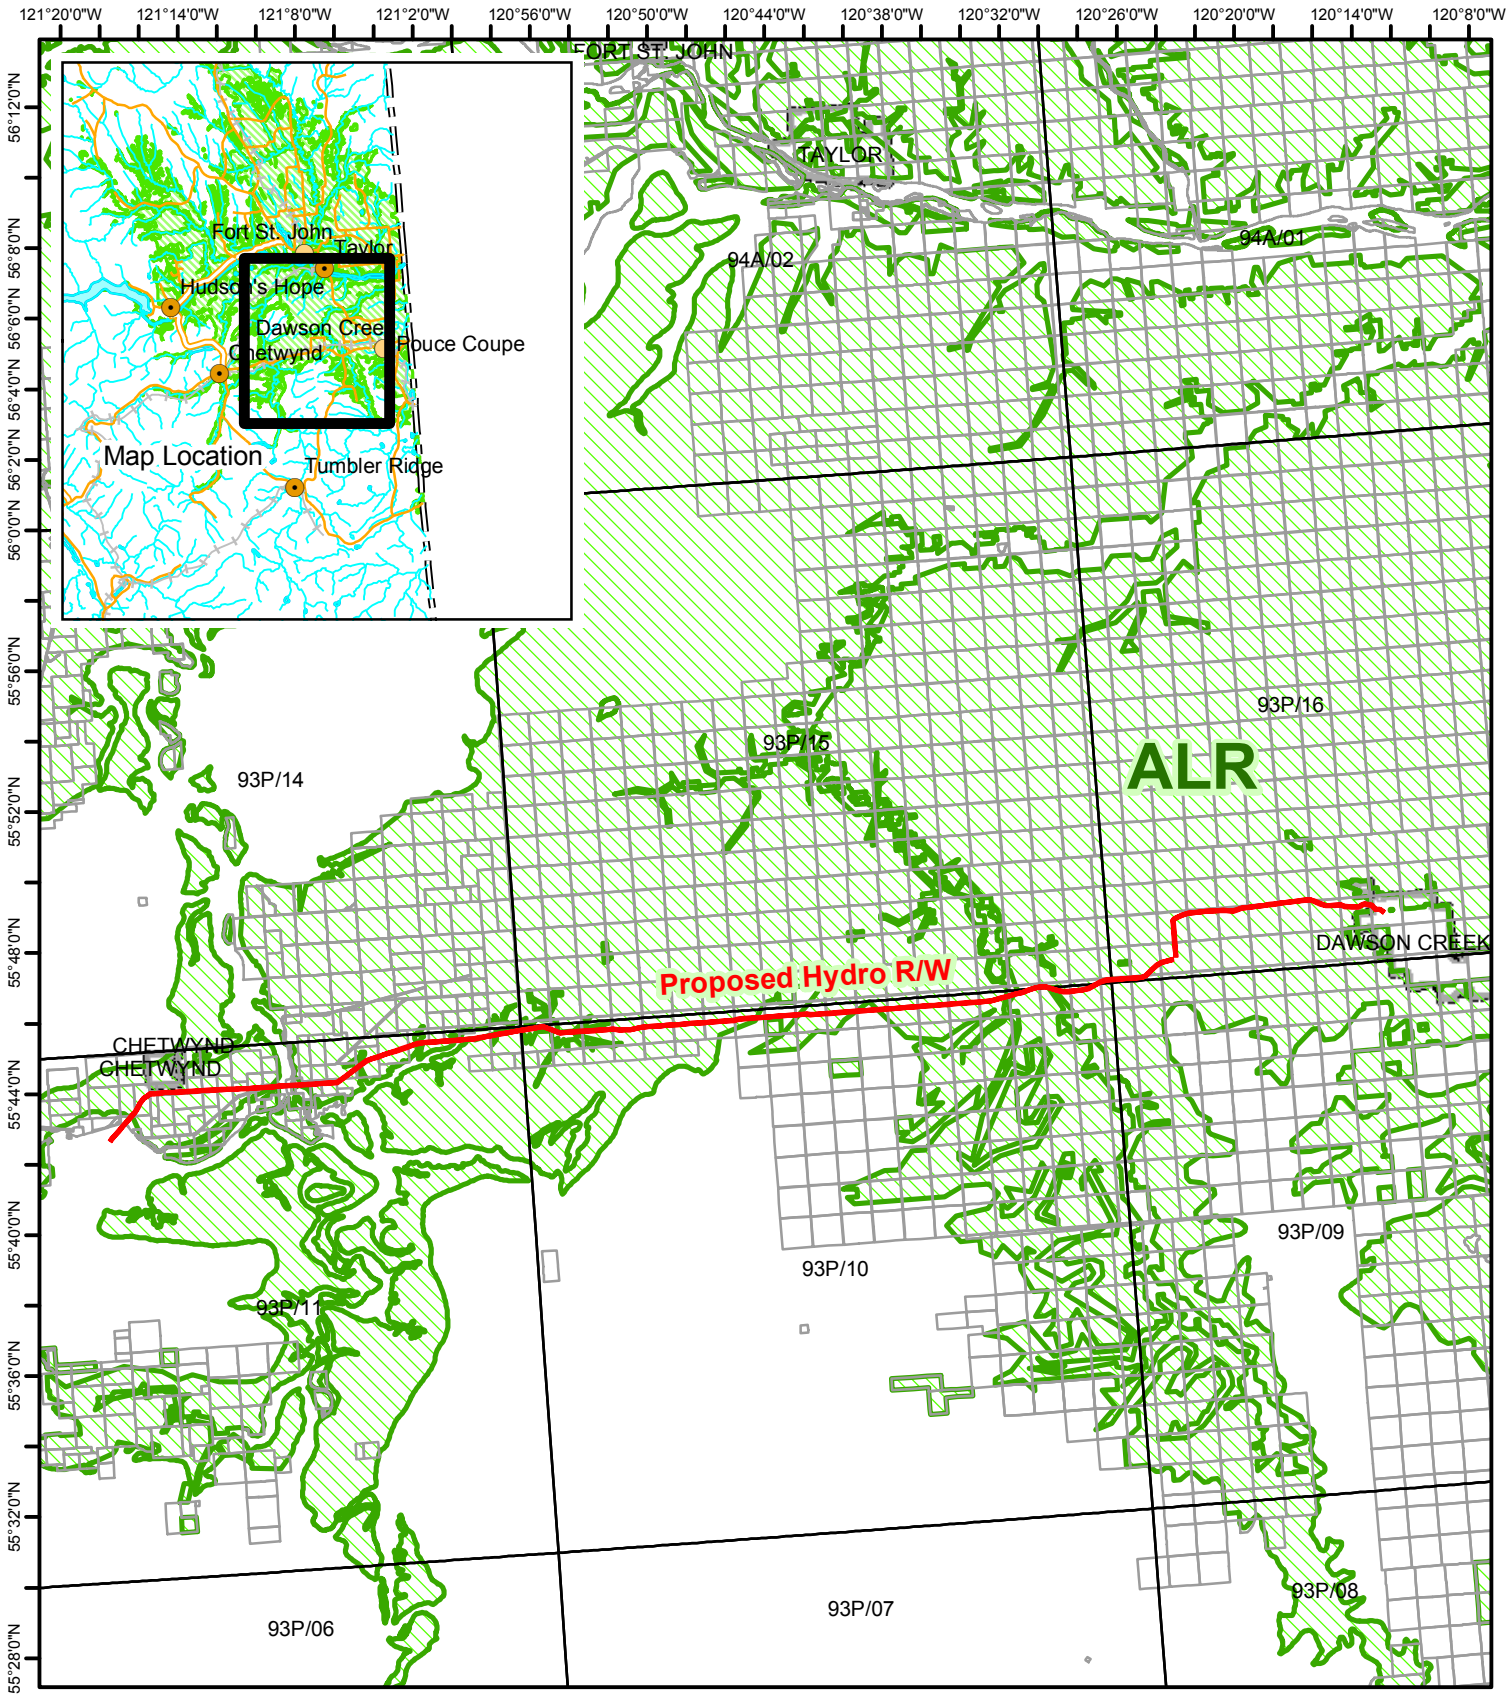 121°20'0"W 121°14'0"W 121°8'0"W 121°2'0"W 120°56'0"W 120°50'0"W 120°44'0"W 120°38'0"W 120°32'0"W 120°26'0"W 120°20'0"W 120°14'0"W 120°8'0"W
FORT ST. JOHN
56°12'0"N
TAYLOR
Fort St. John
Taylor
94A/01
56°8'0"N
94A/02
Hudson's Hope
56°6'0"N
Dawson Cree
Pouce Coupe
Chetwynd
56°4'0"N
Map Location
56°2'0"N
Tumbler Ridge
56°0'0"N
55°56'0"N
93P/16
93P/15
ALR
93P/14
55°52'0"N
DAWSON CREEK
55°48'0"N
Proposed Hydro R/W
CHETWYND
CHETWYND
55°44'0"N
93P/09
55°40'0"N
93P/10
93P/11
55°36'0"N
55°32'0"N
93P/08
93P/07
93P/06
55°28'0"N